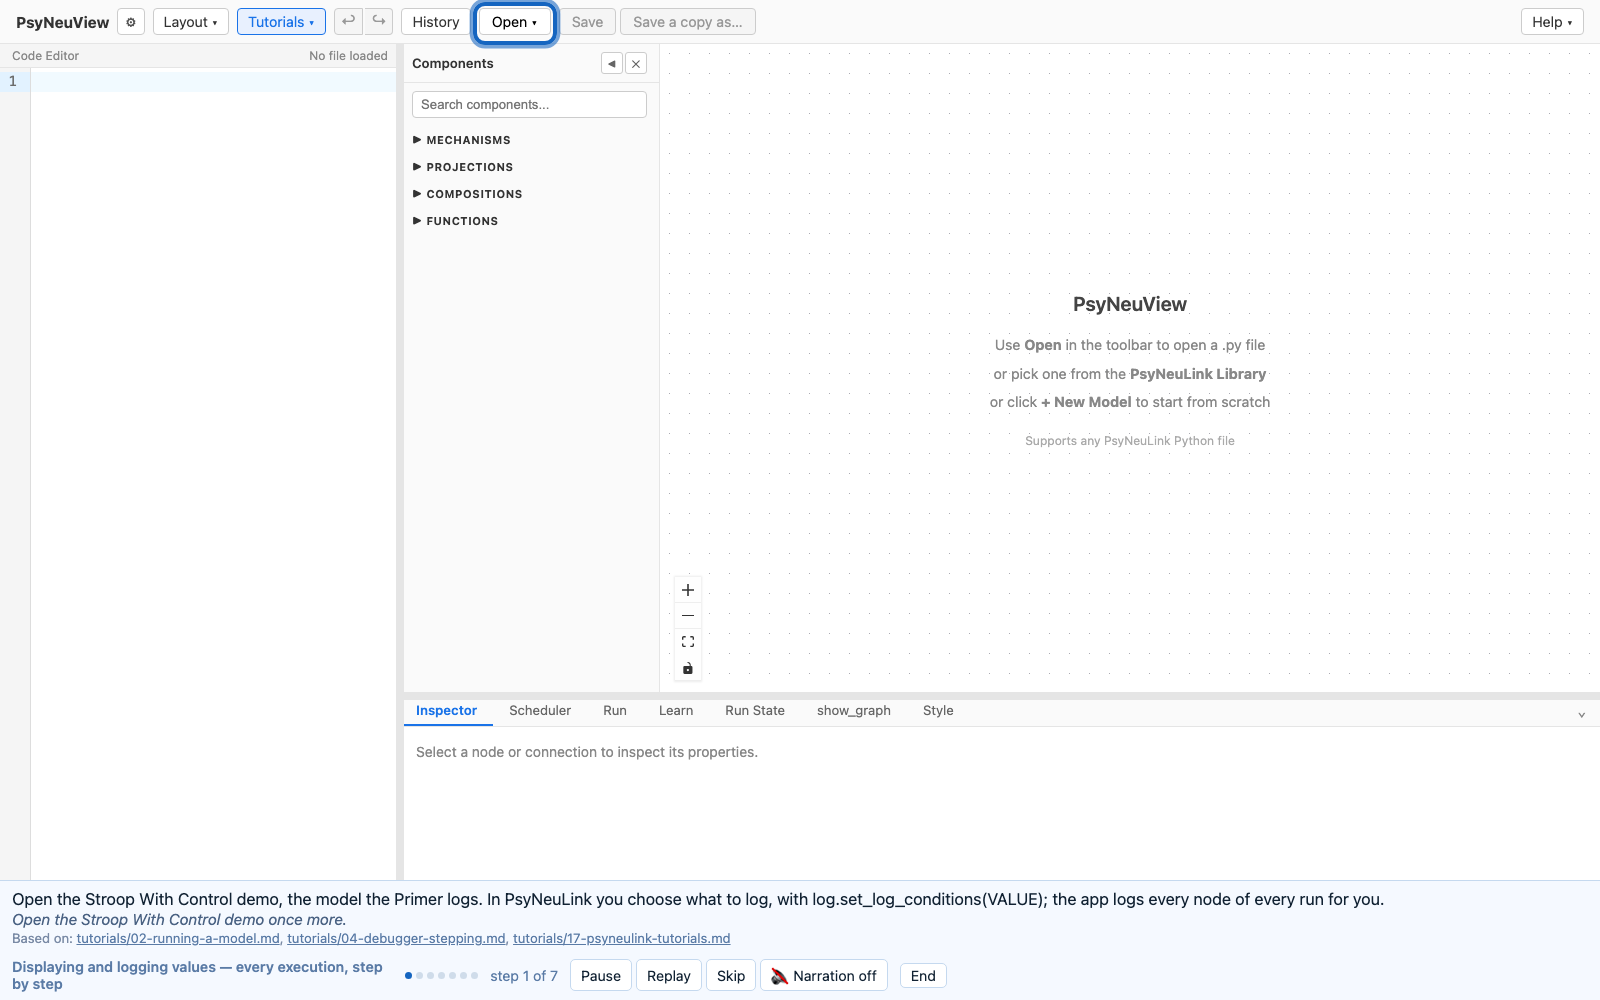 PsyNeuView ⚙ Layout ▾ Tutorials ▾ ↩ ↪ History Open ▾ Save Save a copy as... Help ▾
Code Editor No file loaded
1
Components ◀ ✕
Search components...
▶ MECHANISMS
▶ PROJECTIONS
▶ COMPOSITIONS
▶ FUNCTIONS
PsyNeuView
Use Open in the toolbar to open a .py file
or pick one from the PsyNeuLink Library
or click + New Model to start from scratch
Supports any PsyNeuLink Python file
Inspector Scheduler Run Learn Run State show_graph Style
Select a node or connection to inspect its properties.
Open the Stroop With Control demo, the model the Primer logs. In PsyNeuLink you choose what to log, with log.set_log_conditions(VALUE); the app logs every node of every run for you.
Open the Stroop With Control demo once more.
Based on: tutorials/02-running-a-model.md, tutorials/04-debugger-stepping.md, tutorials/17-psyneulink-tutorials.md
Displaying and logging values — every execution, step
by step
step 1 of 7 Pause Replay Skip Narration off End